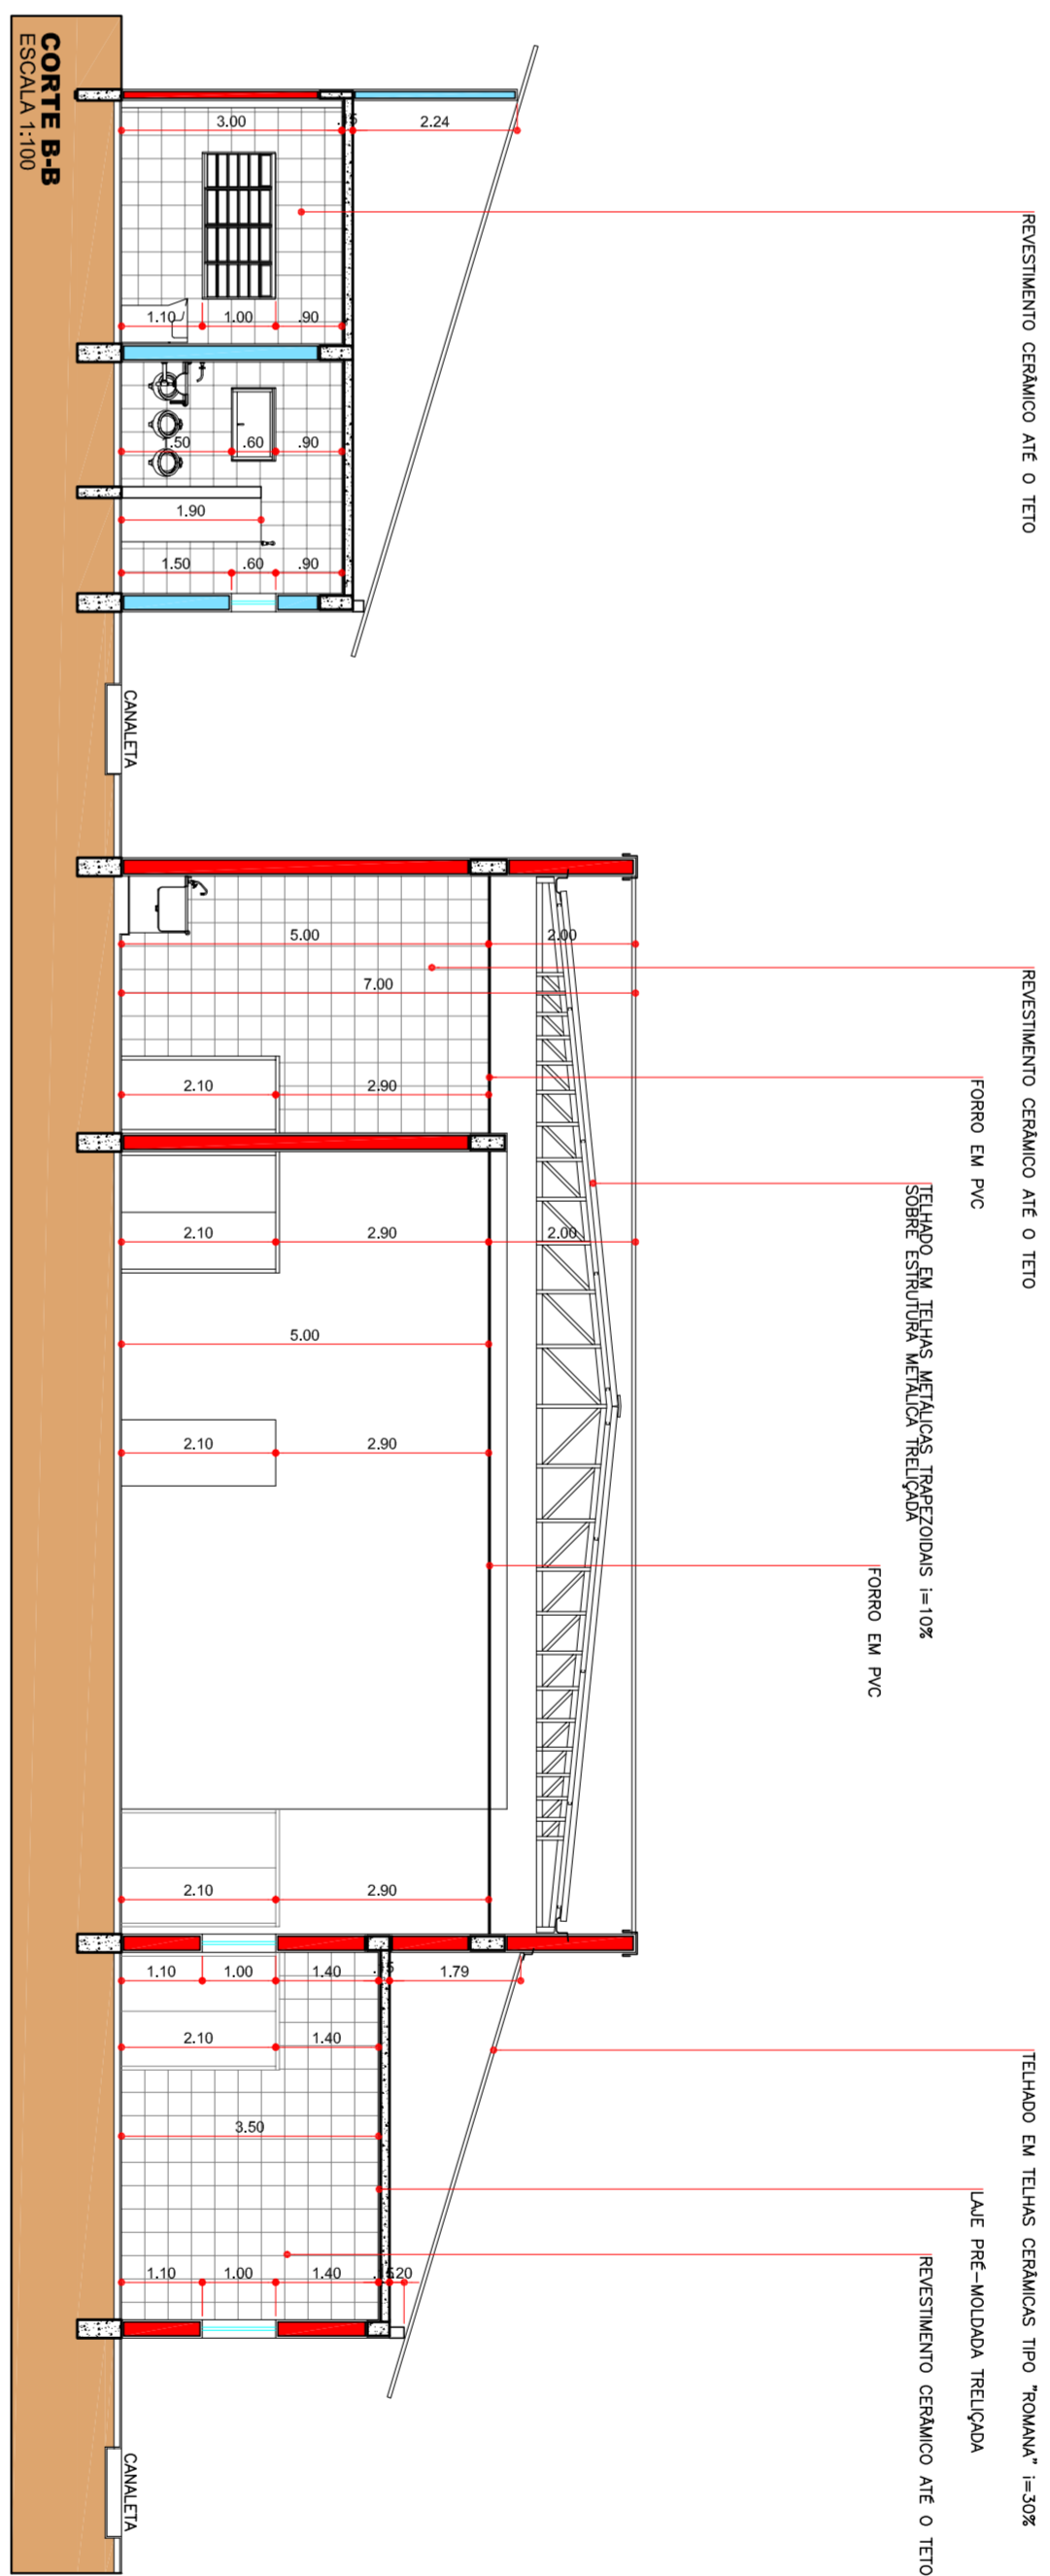 REVESTIMENTO CERÂMICO ATÉ O TETO
REVESTIMENTO CERÂMICO ATÉ O TETO
FORRO EM PVC
TELHADO EM TELHAS METÁLICAS TRAPEZOIDAIS i=10%
SOBRE ESTRUTURA METÁLICA TRELIÇADA
FORRO EM PVC
TELHADO EM TELHAS CERÂMICAS TIPO "ROMANA" i=30%
LAJE PRÉ-MOLDADA TRELIÇADA
REVESTIMENTO CERÂMICO ATÉ O TETO
3.00 .15 2.24
1.10 1.00 .90
.50 .60 .90
1.90
1.50 .60 .90
CANALETA
5.00 2.00
7.00
2.10 2.90
2.10 2.90 2.00
5.00
2.10 2.90
2.10 2.90
1.10 1.00 1.40 1.79
2.10 1.40
3.50
1.10 1.00 1.40 .20
CANALETA
CORTE B-B
ESCALA 1:100